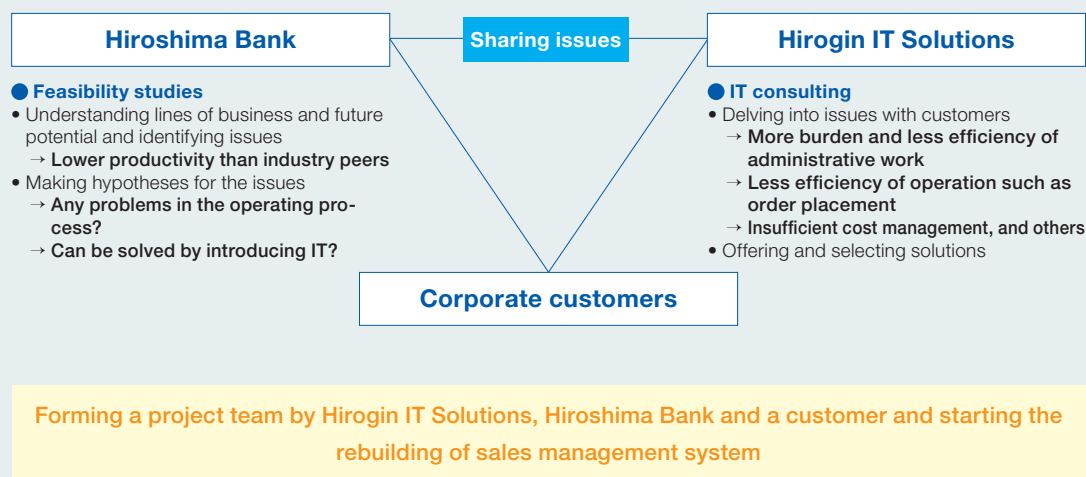 Hiroshima Bank
Sharing issues
Hirogin IT Solutions
● Feasibility studies
• Understanding lines of business and future
potential and identifying issues
→ Lower productivity than industry peers
• Making hypotheses for the issues
→ Any problems in the operating pro-
cess?
→ Can be solved by introducing IT?
● IT consulting
• Delving into issues with customers
→ More burden and less efficiency of
administrative work
→ Less efficiency of operation such as
order placement
→ Insufficient cost management, and others
• Offering and selecting solutions
Corporate customers
Forming a project team by Hirogin IT Solutions, Hiroshima Bank and a customer and starting the
rebuilding of sales management system